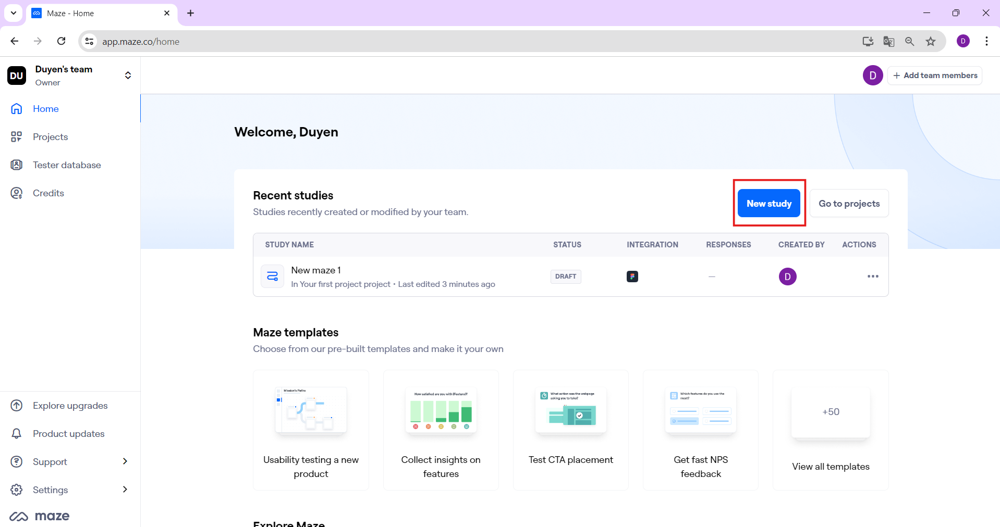 Maze - Home
app.maze.co/home
D
DU
Duyen's team
Owner
D
Add team members
Home
Projects
Tester database
Credits
Welcome, Duyen
Recent studies
Studies recently created or modified by your team.
New study
Go to projects
STUDY NAME STATUS INTEGRATION RESPONSES CREATED BY ACTIONS
New maze 1
In Your first project project • Last edited 3 minutes ago
DRAFT
—
D
Maze templates
Choose from our pre-built templates and make it your own
Mission's Paths
How satisfied are you with [Feature]?
What action was the webpage
asking you to take?
Which features do you use the
most?
+50
Usability testing a new
product
Collect insights on
features
Test CTA placement
Get fast NPS
feedback
View all templates
Explore upgrades
Product updates
Support
Settings
maze
Explore Maze